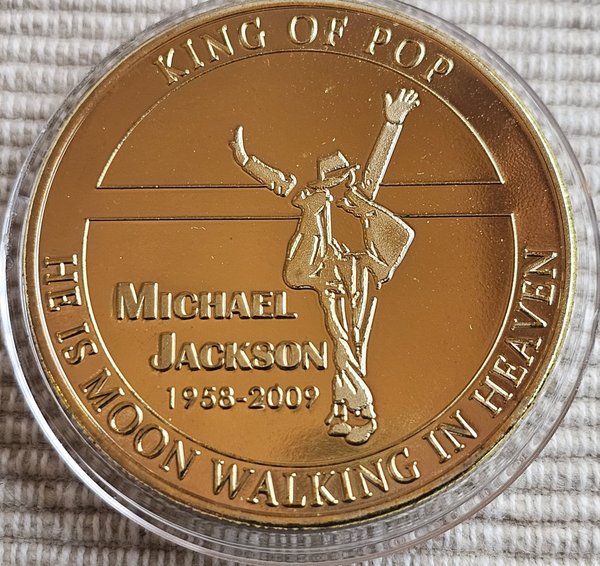 KING OF POP
MICHAEL
JACKSON
1958-2009
HE IS MOON WALKING IN HEAVEN